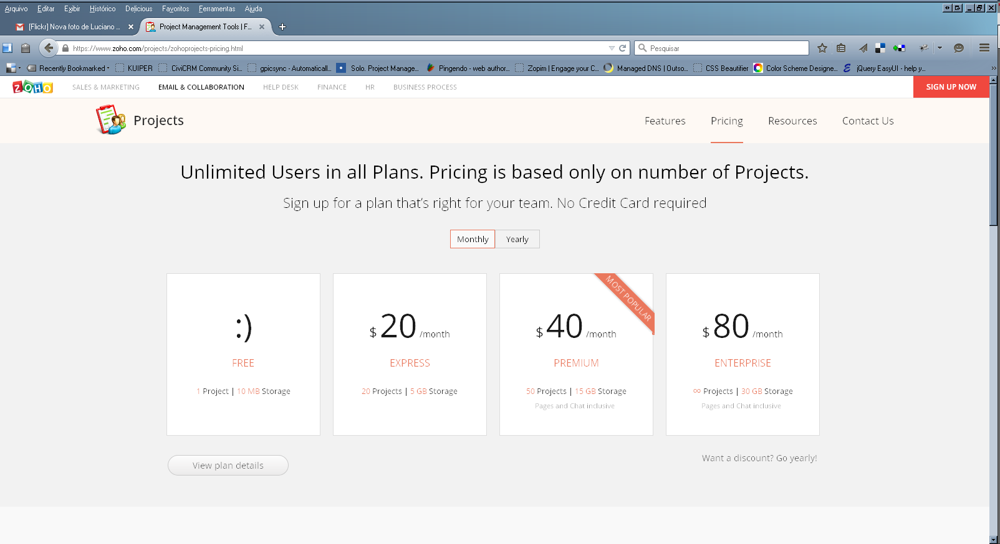 Arquivo Editar Exibir Histórico Delicious Favoritos Ferramentas Ajuda
[Flickr] Nova foto de Luciano ... Project Management Tools | F...
https://www.zoho.com/projects/zohoprojects-pricing.html Pesquisar
Recently Bookmarked KUIPER CiviCRM Community Si... gpicsync - Automaticall... Solo. Project Manage... Pingendo - web author... Zopim | Engage your C... Managed DNS | Outso... CSS Beautifier Color Scheme Designe... jQuery EasyUI - help y...
ZOHO SALES & MARKETING EMAIL & COLLABORATION HELP DESK FINANCE HR BUSINESS PROCESS SIGN UP NOW
Projects Features Pricing Resources Contact Us
Unlimited Users in all Plans. Pricing is based only on number of Projects.
Sign up for a plan that's right for your team. No Credit Card required
Monthly Yearly
MOST POPULAR
:) $ 20 /month $ 40 /month $ 80 /month
FREE EXPRESS PREMIUM ENTERPRISE
1 Project | 10 MB Storage 20 Projects | 5 GB Storage 50 Projects | 15 GB Storage ∞ Projects | 30 GB Storage
Pages and Chat inclusive Pages and Chat inclusive
View plan details Want a discount? Go yearly!